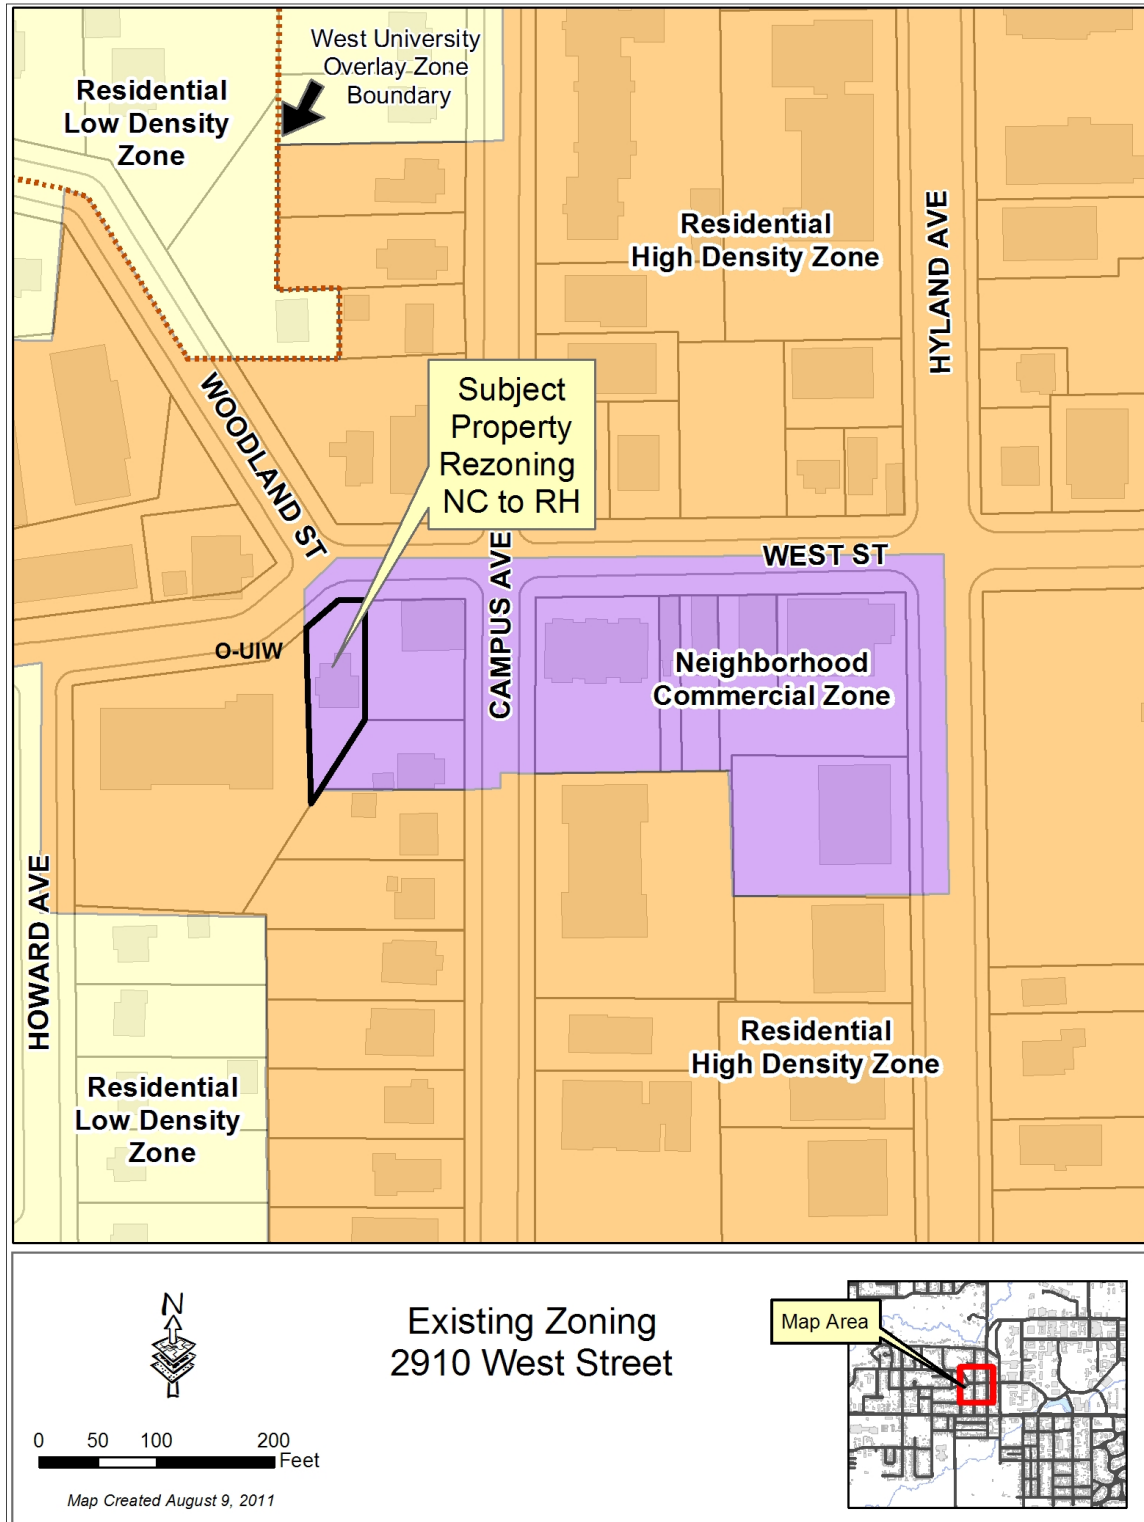 West University
Overlay Zone
Boundary
Residential
Low Density
Zone
Residential
High Density Zone
HYLAND AVE
WOODLAND ST
Subject
Property
Rezoning
NC to RH
CAMPUS AVE
WEST ST
O-UIW
Neighborhood
Commercial Zone
HOWARD AVE
Residential
High Density Zone
Residential
Low Density
Zone
N
Existing Zoning
2910 West Street
Map Area
0 50 100 200
Feet
Map Created August 9, 2011